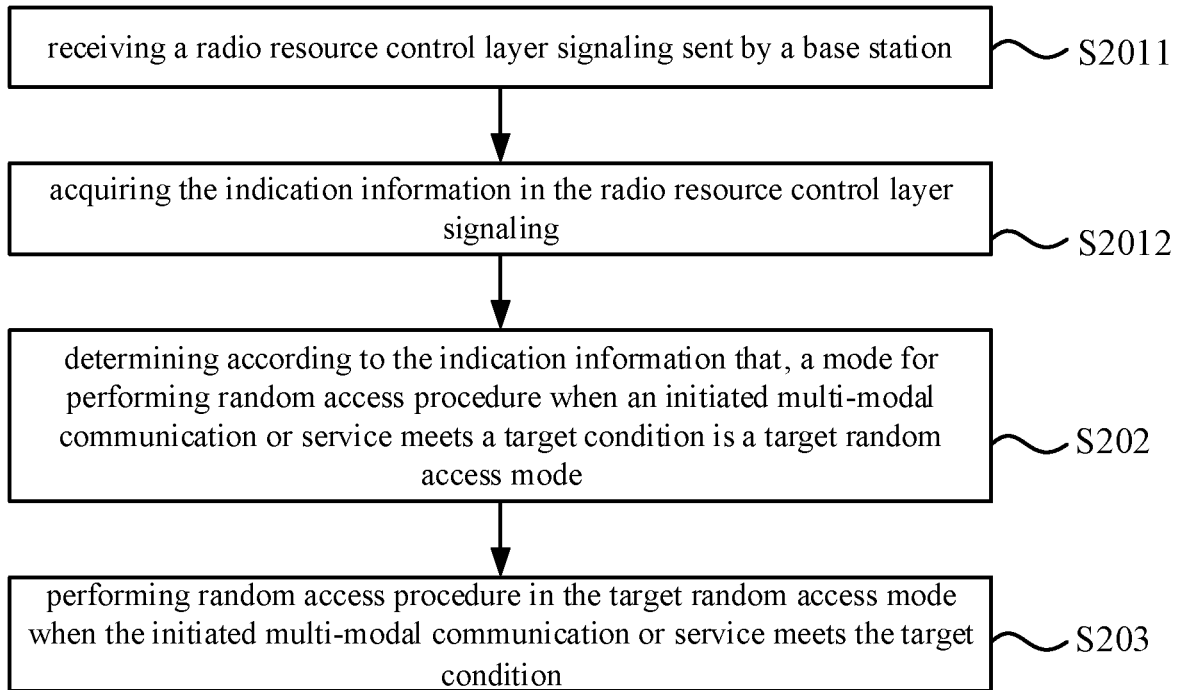 receiving a radio resource control layer signaling sent by a base station
S2011
acquiring the indication information in the radio resource control layer
signaling
S2012
determining according to the indication information that, a mode for
performing random access procedure when an initiated multi-modal
communication or service meets a target condition is a target random
access mode
S202
performing random access procedure in the target random access mode
when the initiated multi-modal communication or service meets the target
condition
S203